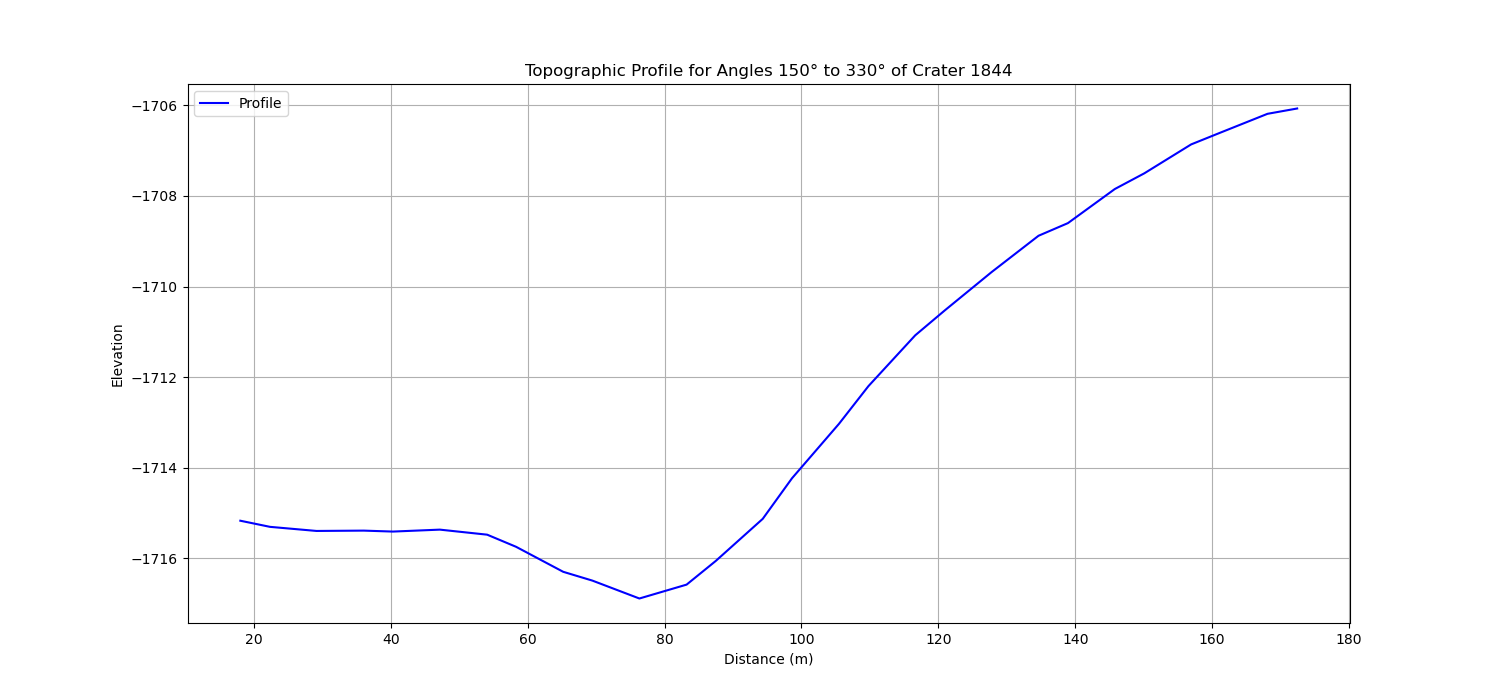 Topographic Profile for Angles 150° to 330° of Crater 1844
Profile
−1706
−1708
−1710
−1712
−1714
−1716
Elevation
20 40 60 80 100 120 140 160 180
Distance (m)